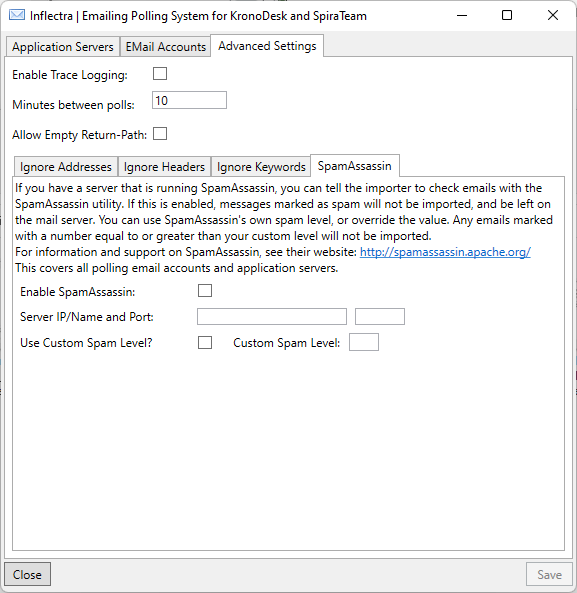 Inflectra | Emailing Polling System for KronoDesk and SpiraTeam
Application Servers EMail Accounts Advanced Settings
Enable Trace Logging:
Minutes between polls: 10
Allow Empty Return-Path:
Ignore Addresses Ignore Headers Ignore Keywords SpamAssassin
If you have a server that is running SpamAssassin, you can tell the importer to check emails with the
SpamAssassin utility. If this is enabled, messages marked as spam will not be imported, and be left on
the mail server. You can use SpamAssassin's own spam level, or override the value. Any emails marked
with a number equal to or greater than your custom level will not be imported.
For information and support on SpamAssassin, see their website: http://spamassassin.apache.org/
This covers all polling email accounts and application servers.
Enable SpamAssassin:
Server IP/Name and Port:
Use Custom Spam Level? Custom Spam Level:
Close Save